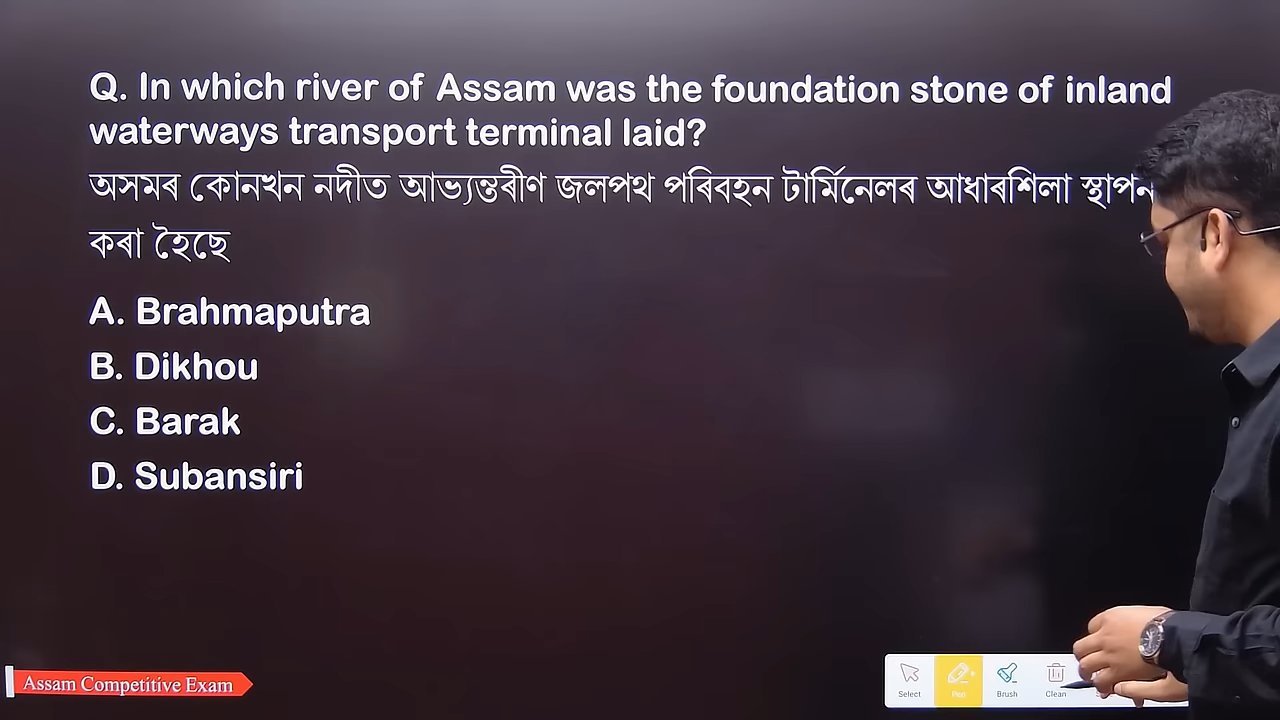 Q. In which river of Assam was the foundation stone of inland
waterways transport terminal laid?
অসমৰ কোনখন নদীত আভ্যন্তৰীণ জলপথ পৰিবহন টাৰ্মিনেলৰ আধাৰশিলা স্থাপন
কৰা হৈছে
A. Brahmaputra
B. Dikhou
C. Barak
D. Subansiri
Assam Competitive Exam
Select Pen Brush Clean